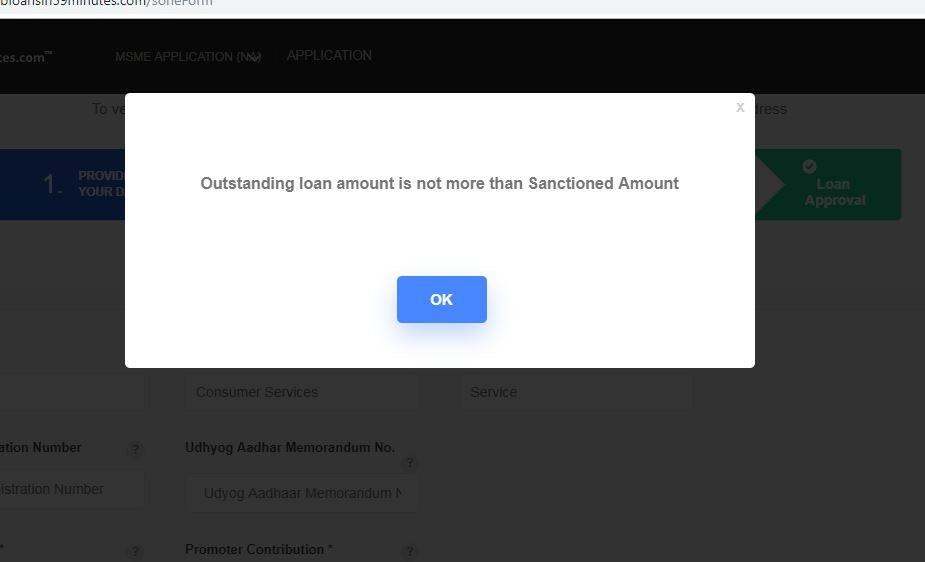 bloansin59minutes.com/soneForm
ces.com™
MSME APPLICATION (NA)
APPLICATION
To ve
dress
x
1. PROVID
YOUR D
Outstanding loan amount is not more than Sanctioned Amount
Loan
Approval
OK
Consumer Services
Service
ation Number ?
Udhyog Aadhar Memorandum No.
?
istration Number
Udyog Aadhaar Memorandum N
* ?
Promoter Contribution * ?